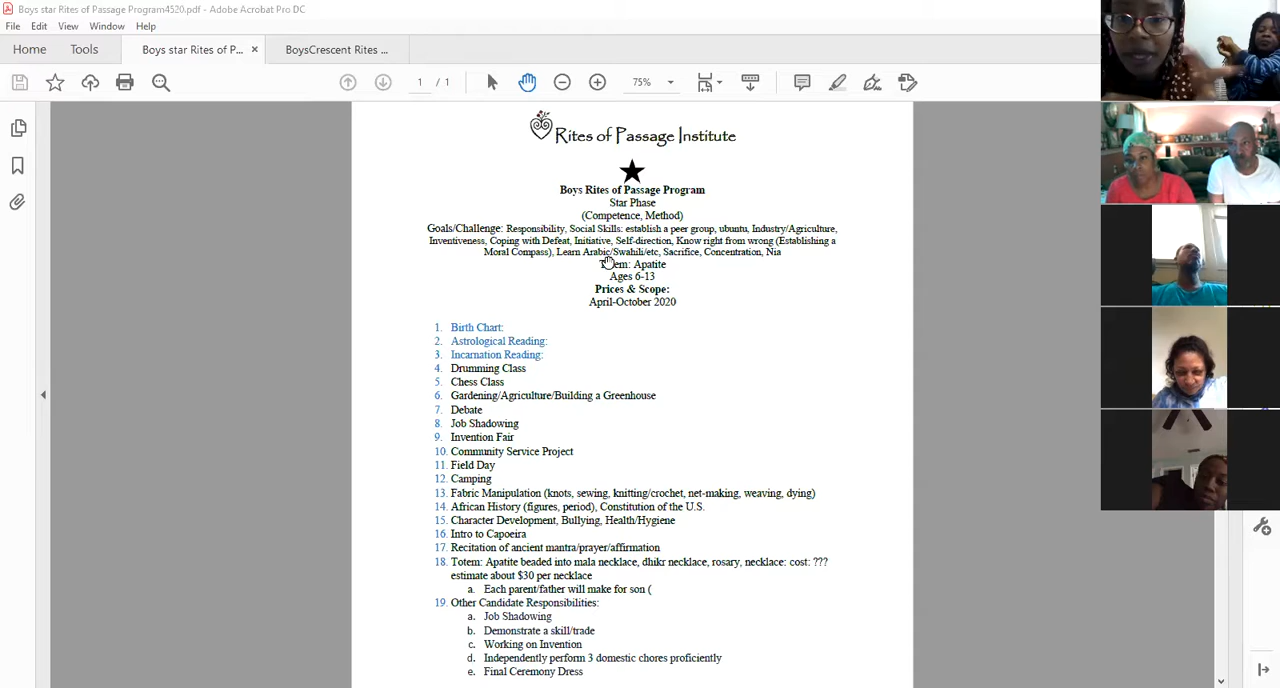 Boys star Rites of Passage Program4520.pdf - Adobe Acrobat Pro DC
File Edit View Window Help
Home Tools Boys star Rites of P... × BoysCrescent Rites ...
1 / 1 75%
Rites of Passage Institute
Boys Rites of Passage Program
Star Phase
(Competence, Method)
Goals/Challenge: Responsibility, Social Skills: establish a peer group, ubuntu, Industry/Agriculture,
Inventiveness, Coping with Defeat, Initiative, Self-direction, Know right from wrong (Establishing a
Moral Compass), Learn Arabic/Swahili/etc, Sacrifice, Concentration, Nia
Totem: Apatite
Ages 6-13
Prices & Scope:
April-October 2020
1. Birth Chart:
2. Astrological Reading:
3. Incarnation Reading:
4. Drumming Class
5. Chess Class
6. Gardening/Agriculture/Building a Greenhouse
7. Debate
8. Job Shadowing
9. Invention Fair
10. Community Service Project
11. Field Day
12. Camping
13. Fabric Manipulation (knots, sewing, knitting/crochet, net-making, weaving, dying)
14. African History (figures, period), Constitution of the U.S.
15. Character Development, Bullying, Health/Hygiene
16. Intro to Capoeira
17. Recitation of ancient mantra/prayer/affirmation
18. Totem: Apatite beaded into mala necklace, dhikr necklace, rosary, necklace: cost: ???
estimate about $30 per necklace
a. Each parent/father will make for son (
19. Other Candidate Responsibilities:
a. Job Shadowing
b. Demonstrate a skill/trade
c. Working on Invention
d. Independently perform 3 domestic chores proficiently
e. Final Ceremony Dress